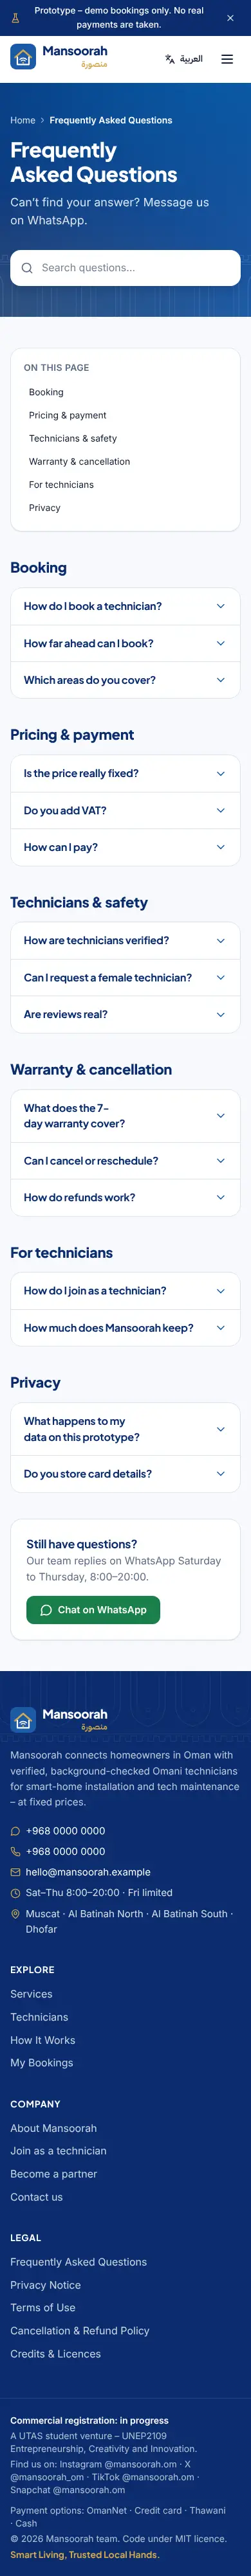 Prototype – demo bookings only. No real
payments are taken.
Mansoorah
منصورة
العربية
Home > Frequently Asked Questions
Frequently
Asked Questions
Can't find your answer? Message us
on WhatsApp.
Search questions...
ON THIS PAGE
Booking
Pricing & payment
Technicians & safety
Warranty & cancellation
For technicians
Privacy
Booking
How do I book a technician?
How far ahead can I book?
Which areas do you cover?
Pricing & payment
Is the price really fixed?
Do you add VAT?
How can I pay?
Technicians & safety
How are technicians verified?
Can I request a female technician?
Are reviews real?
Warranty & cancellation
What does the 7-
day warranty cover?
Can I cancel or reschedule?
How do refunds work?
For technicians
How do I join as a technician?
How much does Mansoorah keep?
Privacy
What happens to my
data on this prototype?
Do you store card details?
Still have questions?
Our team replies on WhatsApp Saturday
to Thursday, 8:00–20:00.
Chat on WhatsApp
Mansoorah
منصورة
Mansoorah connects homeowners in Oman with
verified, background-checked Omani technicians
for smart-home installation and tech maintenance
– at fixed prices.
+968 0000 0000
+968 0000 0000
hello@mansoorah.example
Sat–Thu 8:00–20:00 · Fri limited
Muscat · Al Batinah North · Al Batinah South ·
Dhofar
EXPLORE
Services
Technicians
How It Works
My Bookings
COMPANY
About Mansoorah
Join as a technician
Become a partner
Contact us
LEGAL
Frequently Asked Questions
Privacy Notice
Terms of Use
Cancellation & Refund Policy
Credits & Licences
Commercial registration: in progress
A UTAS student venture – UNEP2109
Entrepreneurship, Creativity and Innovation.
Find us on: Instagram @mansoorah.om · X
@mansoorah_om · TikTok @mansoorah.om ·
Snapchat @mansoorah.om
Payment options: OmanNet · Credit card · Thawani
· Cash
© 2026 Mansoorah team. Code under MIT licence.
Smart Living, Trusted Local Hands.